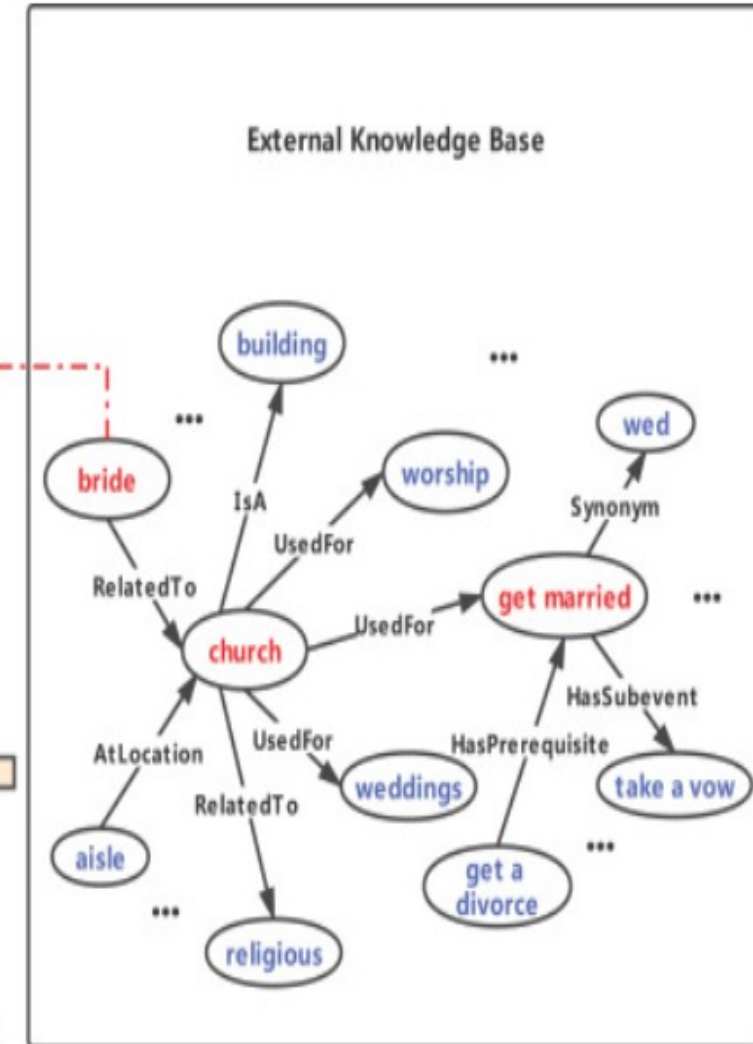 External Knowledge Base
building
...
wed
...
bride
worship
IsA
Synonym
UsedFor
RelatedTo
get married
...
UsedFor
church
HasSubevent
UsedFor
HasPrerequisite
AtLocation
weddings
take a vow
RelatedTo
aisle
...
get a
divorce
...
religious